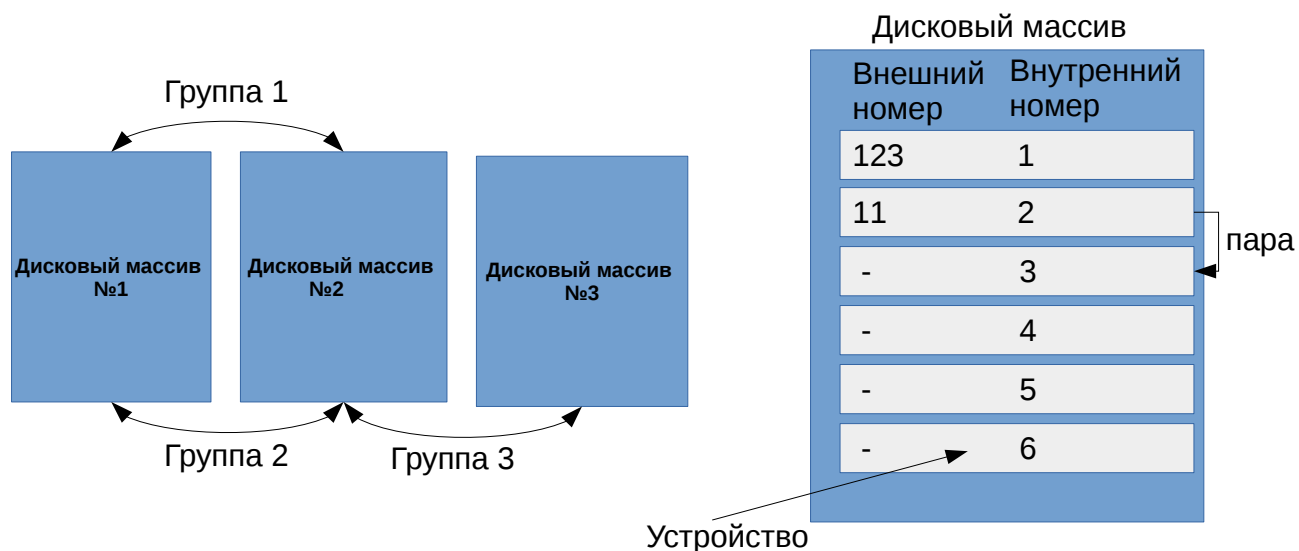 Группа 1
Дисковый массив
№1
Дисковый массив
№2
Дисковый массив
№3
Группа 2
Группа 3
Дисковый массив
Внешний Внутренний
номер номер
123 1
11 2
- 3
- 4
- 5
- 6
пара
Устройство